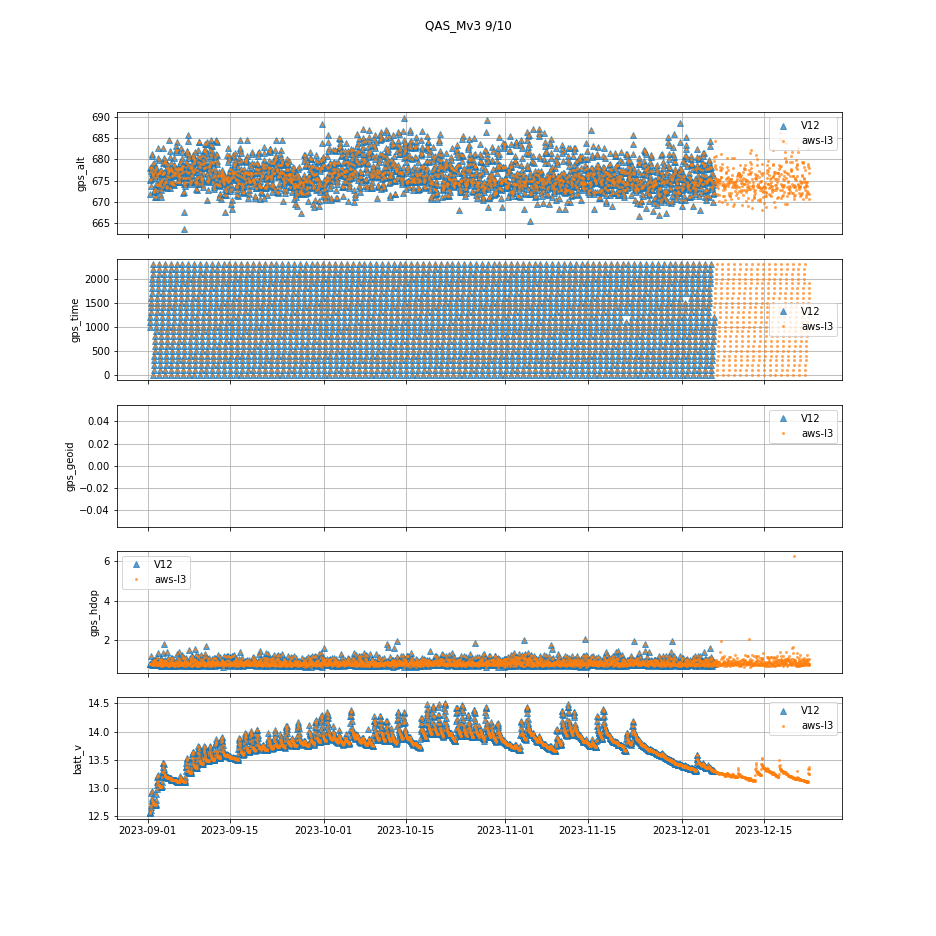 QAS_Mv3 9/10
690
685
680
675
670
665
gps_alt
V12
aws-l3
2000
1500
1000
500
0
gps_time
V12
aws-l3
0.04
0.02
0.00
−0.02
−0.04
gps_geoid
V12
aws-l3
6
4
2
gps_hdop
V12
aws-l3
14.5
14.0
13.5
13.0
12.5
batt_v
V12
aws-l3
2023-09-01 2023-09-15 2023-10-01 2023-10-15 2023-11-01 2023-11-15 2023-12-01 2023-12-15